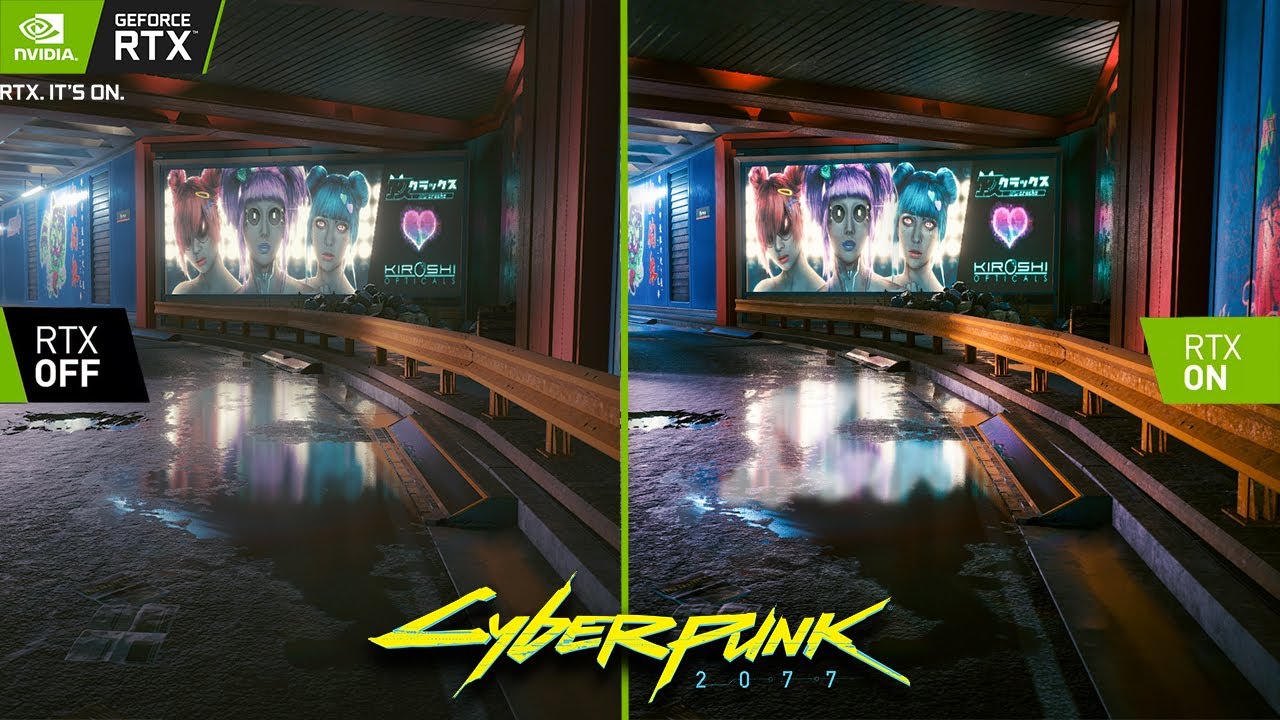 NVIDIA.
GEFORCE
RTX™
RTX. IT'S ON.
クラックス
KIROSHI
OPTICALS
クラックス
KIROSHI
OPTICALS
RTX
OFF
RTX
ON
CYBERPUNK
2077